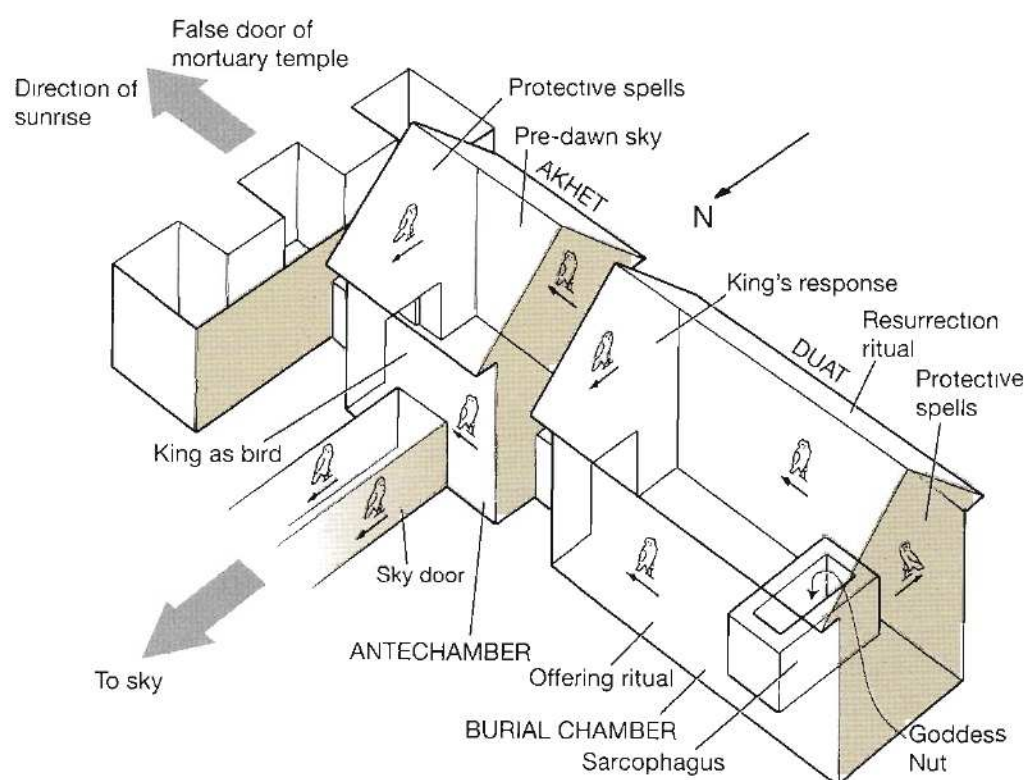 False door of
mortuary temple
Direction of
sunrise
Protective spells
Pre-dawn sky
AKHET
N
King's response
Resurrection
ritual
DUAT
Protective
spells
King as bird
Sky door
ANTECHAMBER
To sky
Offering ritual
BURIAL CHAMBER
Sarcophagus
Goddess
Nut